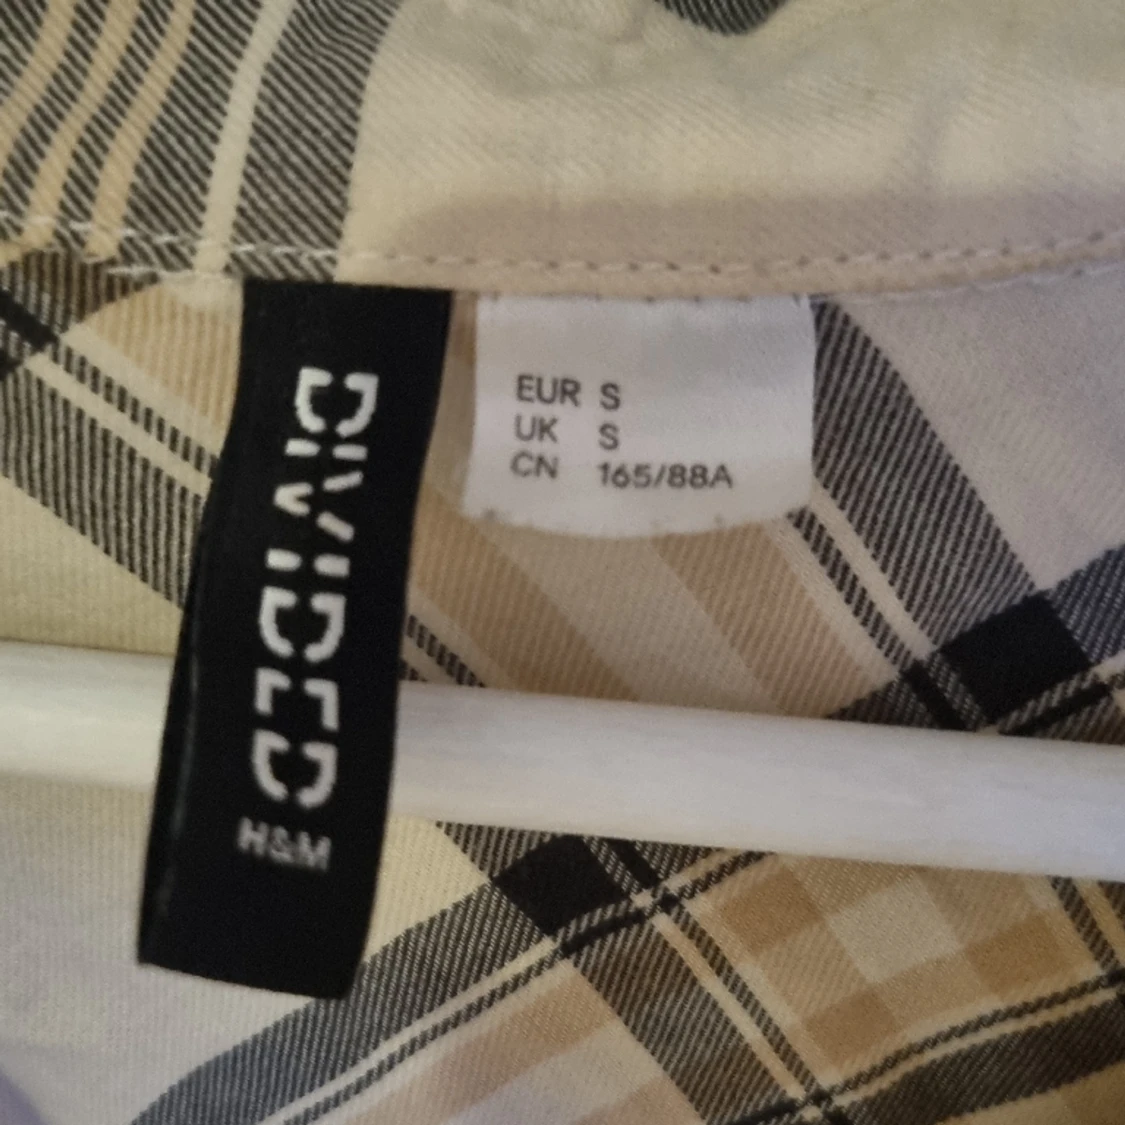 DIVIDED
H&M
EUR S
UK S
CN 165/88A